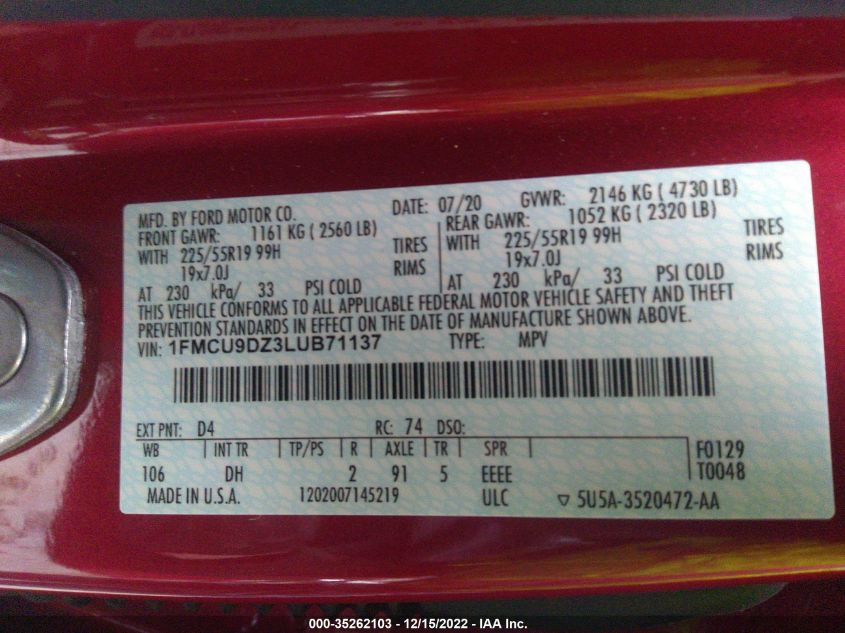 MFD. BY FORD MOTOR CO. DATE: 07/20 GVWR: 2146 KG ( 4730 LB)
FRONT GAWR: 1161 KG ( 2560 LB) REAR GAWR: 1052 KG ( 2320 LB)
WITH 225/55R19 99H TIRES WITH 225/55R19 99H TIRES
19x7.0J RIMS 19x7.0J RIMS
AT 230 kPa/ 33 PSI COLD AT 230 kPa/ 33 PSI COLD
THIS VEHICLE CONFORMS TO ALL APPLICABLE FEDERAL MOTOR VEHICLE SAFETY AND THEFT
PREVENTION STANDARDS IN EFFECT ON THE DATE OF MANUFACTURE SHOWN ABOVE.
VIN: 1FMCU9DZ3LUB71137 TYPE: MPV
EXT PNT: D4 RC: 74 DSO:
WB INT TR TP/PS R AXLE TR SPR F0129
106 DH 2 91 5 EEEE T0048
MADE IN U.S.A. 1202007145219 ULC ▽ 5U5A-3520472-AA
000-35262103 - 12/15/2022 - IAA Inc.